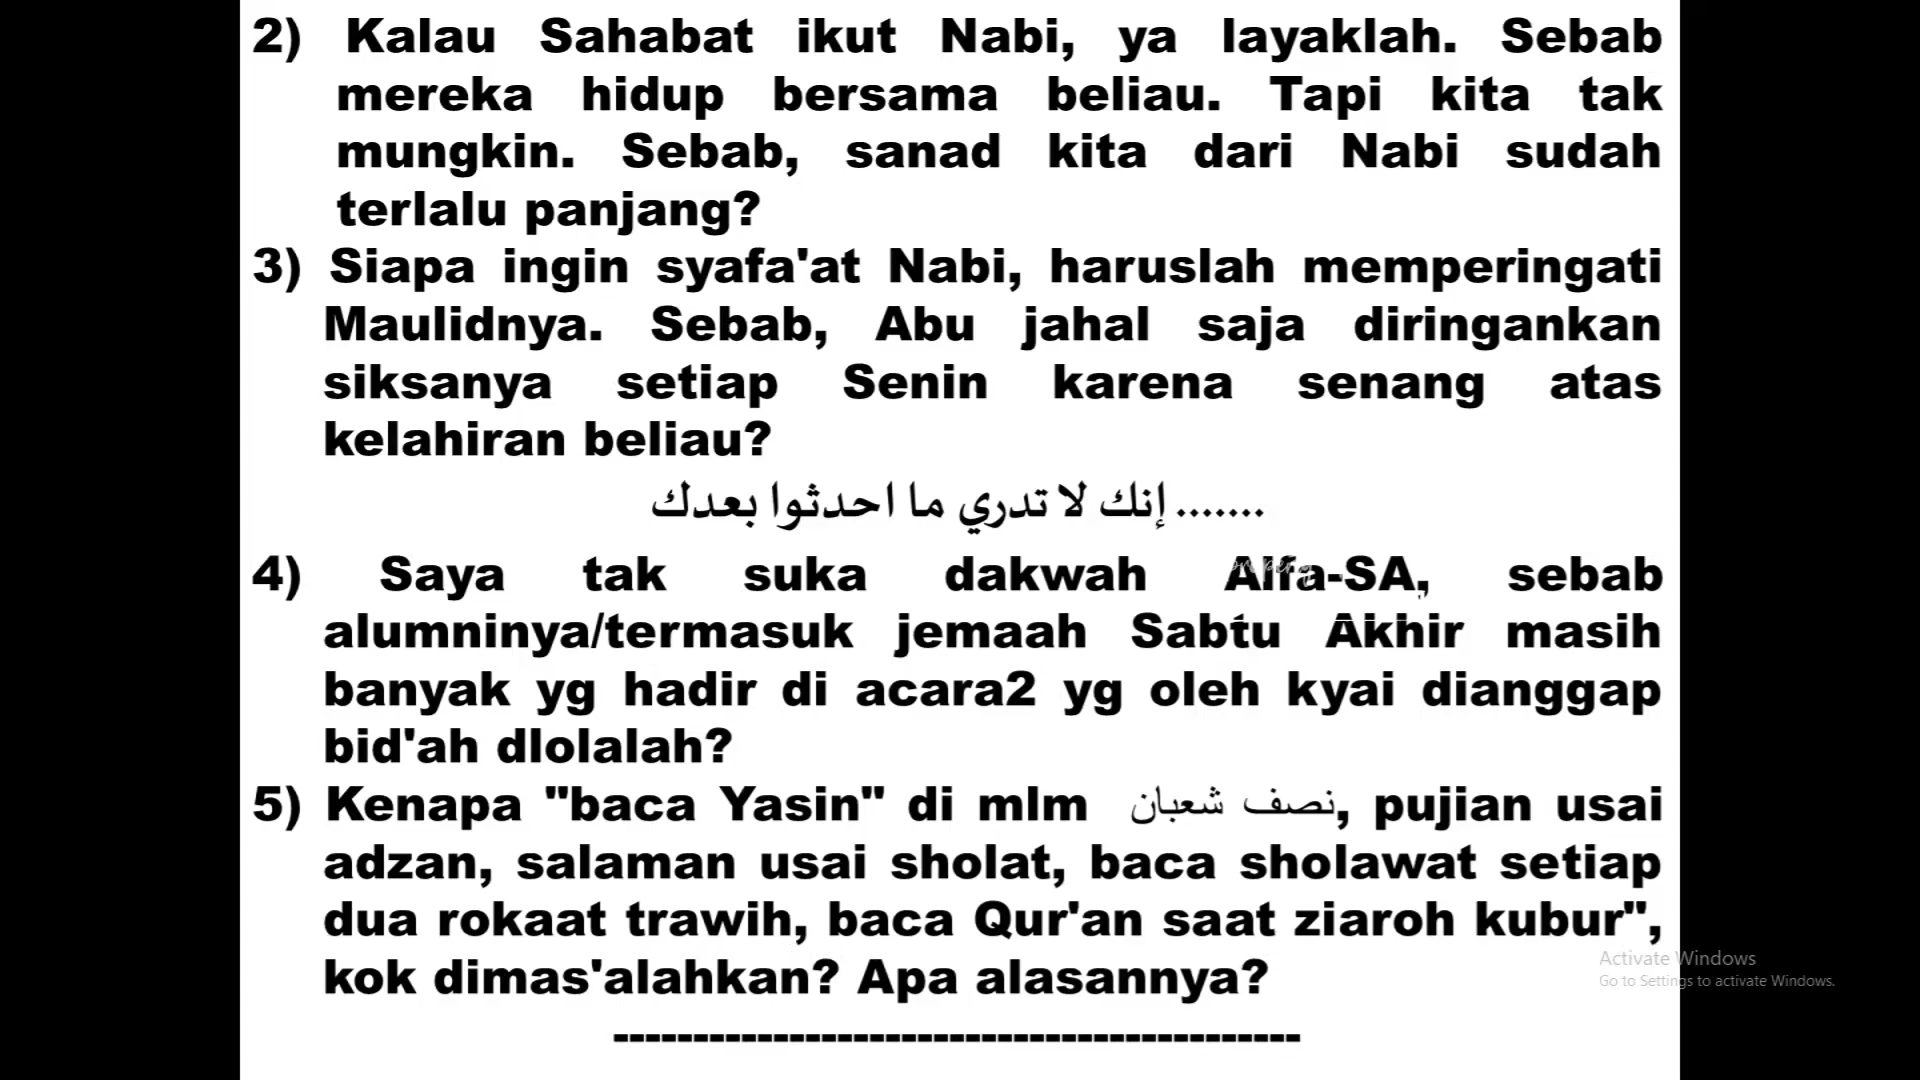 2) Kalau Sahabat ikut Nabi, ya layaklah. Sebab
mereka hidup bersama beliau. Tapi kita tak
mungkin. Sebab, sanad kita dari Nabi sudah
terlalu panjang?
3) Siapa ingin syafa'at Nabi, haruslah memperingati
Maulidnya. Sebab, Abu jahal saja diringankan
siksanya setiap Senin karena senang atas
kelahiran beliau?
.......إنك لا تدري ما احدثوا بعدك
4) Saya tak suka dakwah Alfa-SA, sebab
alumninya/termasuk jemaah Sabtu Akhir masih
banyak yg hadir di acara2 yg oleh kyai dianggap
bid'ah dlolalah?
5) Kenapa "baca Yasin" di mlm نصف شعبان, pujian usai
adzan, salaman usai sholat, baca sholawat setiap
dua rokaat trawih, baca Qur'an saat ziaroh kubur",
kok dimas'alahkan? Apa alasannya?
-------------------------------------------
Activate Windows
Go to Settings to activate Windows.